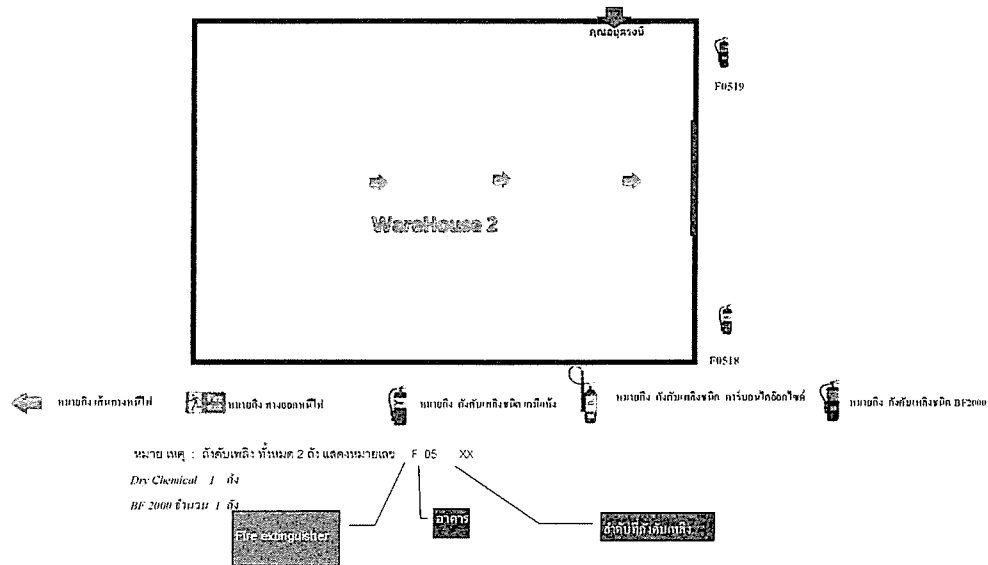 คุณอยู่ตรงนี้
F0519
WareHouse 2
F0518
หมายถึง เส้นทางหนีไฟ
หมายถึง ทางออกหนีไฟ
หมายถึง ถังดับเพลิงชนิด เคมีแห้ง
หมายถึง ถังดับเพลิงชนิด คาร์บอนไดอ๊อกไซด์
หมายถึง ถังดับเพลิงชนิด BF2000
หมาย เหตุ : ถังดับเพลิง ทั้งหมด 2 ถัง แสดงหมายเลข F 05 XX
Dry Chemical 1 ถัง
BF 2000 จำนวน 1 ถัง
Fire extinguisher
อาคาร
ลำดับที่ถังดับเพลิง